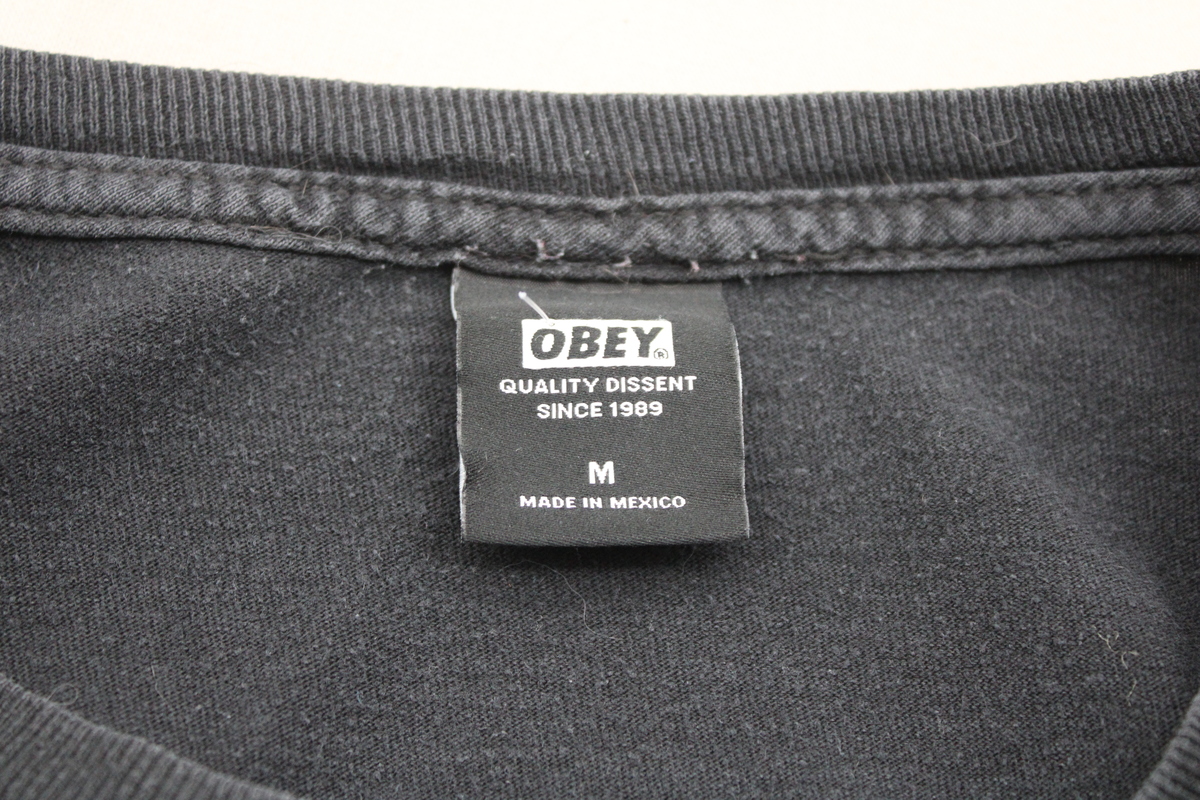 OBEY®
QUALITY DISSENT
SINCE 1989
M
MADE IN MEXICO